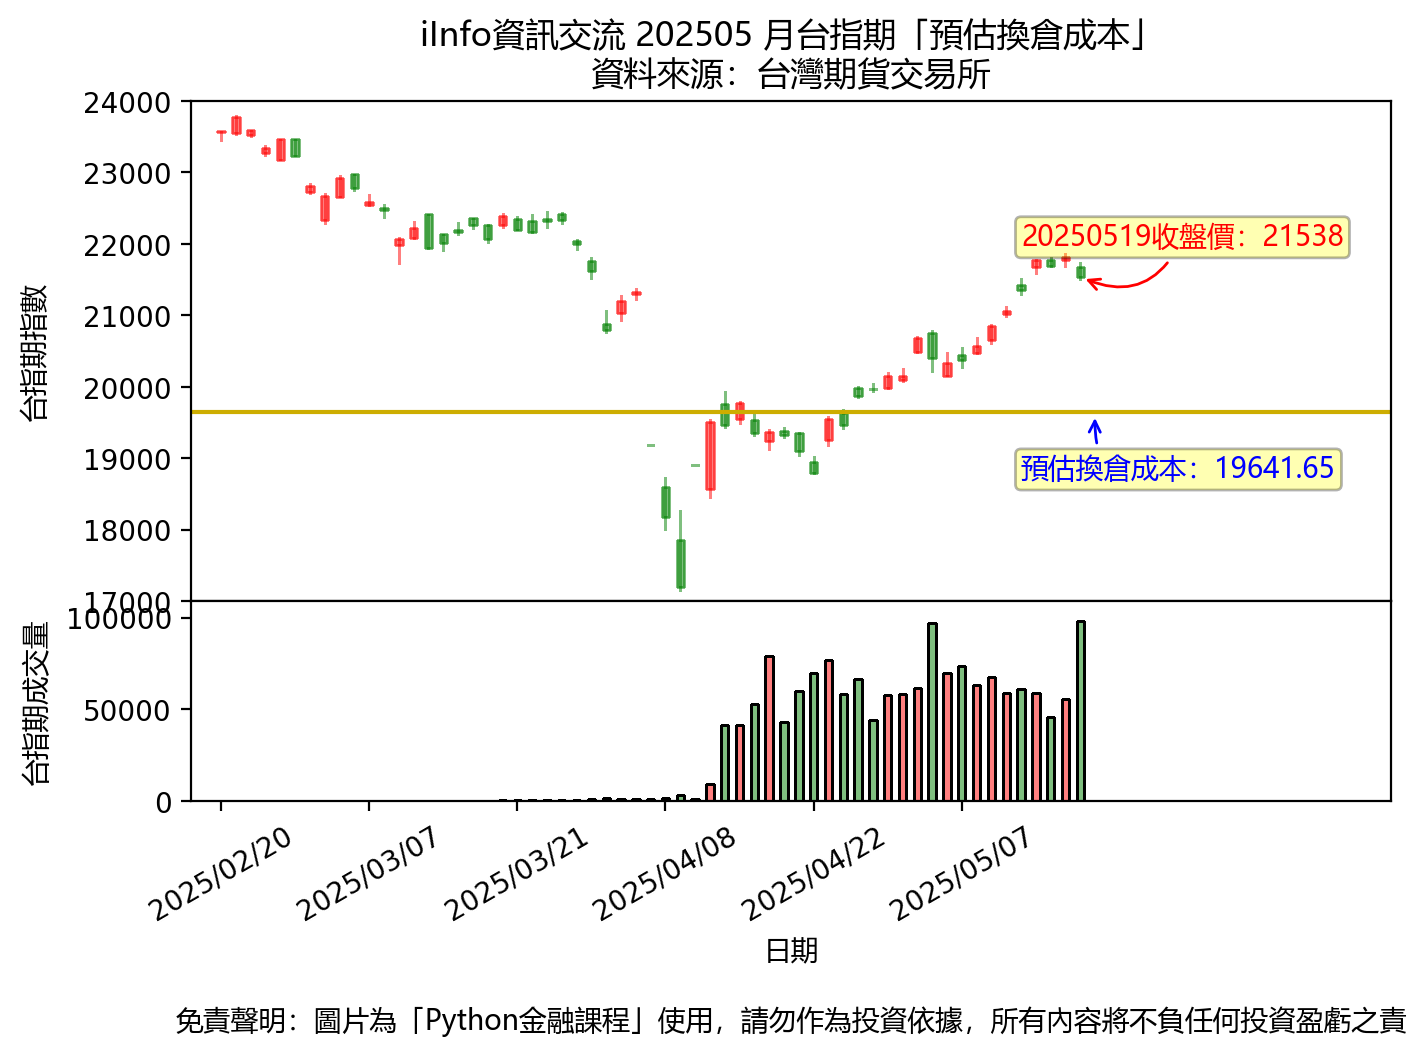 iInfo資訊交流 202505 月台指期「預估換倉成本」
資料來源：台灣期貨交易所
24000
23000
22000
21000
20000
19000
18000
17000
台指期指數
20250519收盤價：21538
預估換倉成本：19641.65
100000
50000
0
台指期成交量
2025/02/20
2025/03/07
2025/03/21
2025/04/08
2025/04/22
2025/05/07
日期
免責聲明：圖片為「Python金融課程」使用，請勿作為投資依據，所有內容將不負任何投資盈虧之責